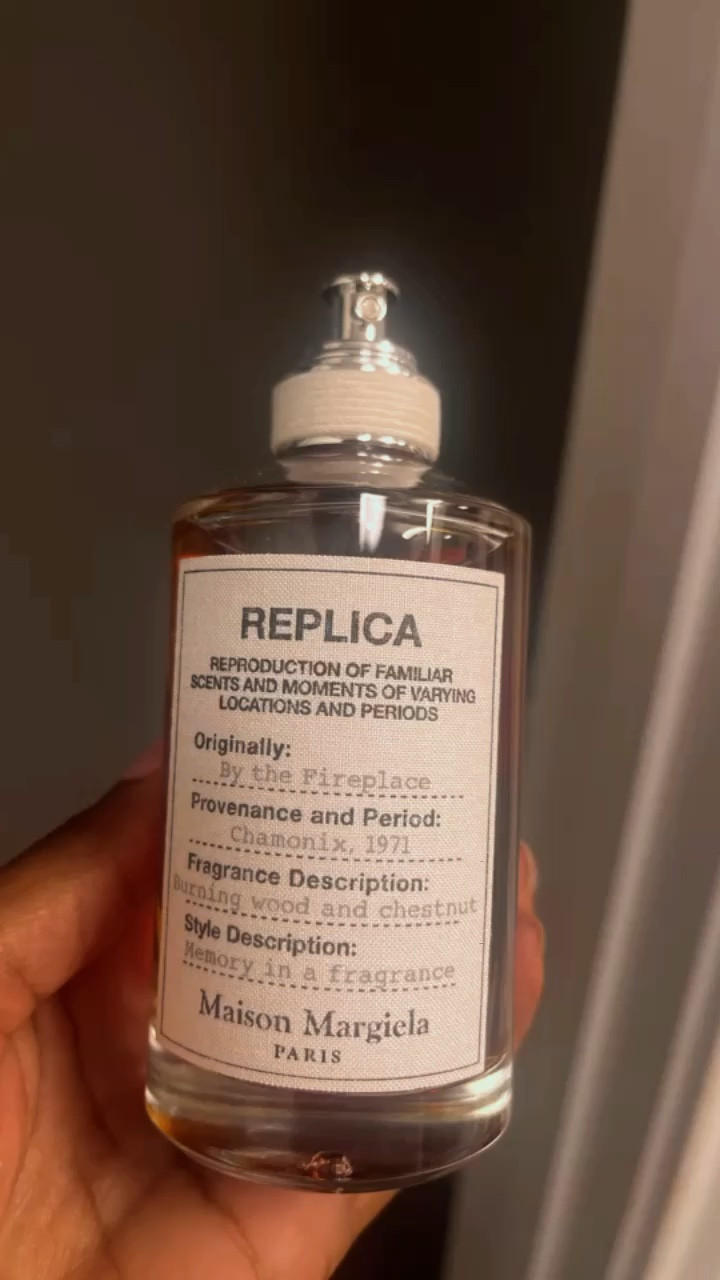 REPLICA
REPRODUCTION OF FAMILIAR
SCENTS AND MOMENTS OF VARYING
LOCATIONS AND PERIODS
Originally:
By the Fireplace
Provenance and Period:
Chamonix, 1971
Fragrance Description:
Burning wood and chestnut
Style Description:
Memory in a fragrance
Maison Margiela
PARIS